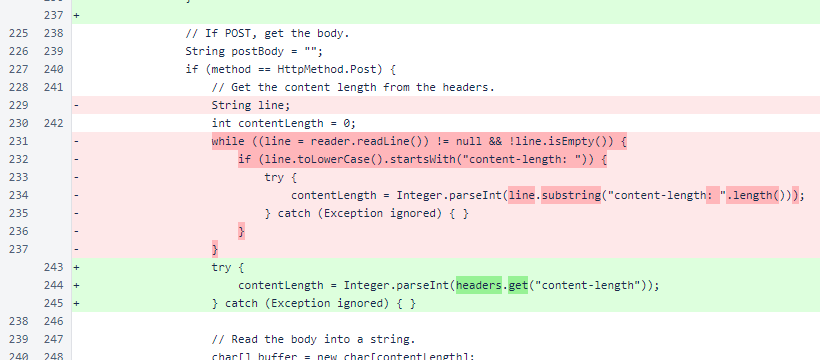 237 +
225 238 // If POST, get the body.
226 239 String postBody = "";
227 240 if (method == HttpMethod.Post) {
228 241 // Get the content length from the headers.
229 - String line;
230 242 int contentLength = 0;
231 - while ((line = reader.readLine()) != null && !line.isEmpty()) {
232 - if (line.toLowerCase().startsWith("content-length: ")) {
233 - try {
234 - contentLength = Integer.parseInt(line.substring("content-length: ".length()));
235 - } catch (Exception ignored) { }
236 - }
237 - }
243 + try {
244 + contentLength = Integer.parseInt(headers.get("content-length"));
245 + } catch (Exception ignored) { }
238 246
239 247 // Read the body into a string.
240 248 char[] buffer = new char[contentLength];